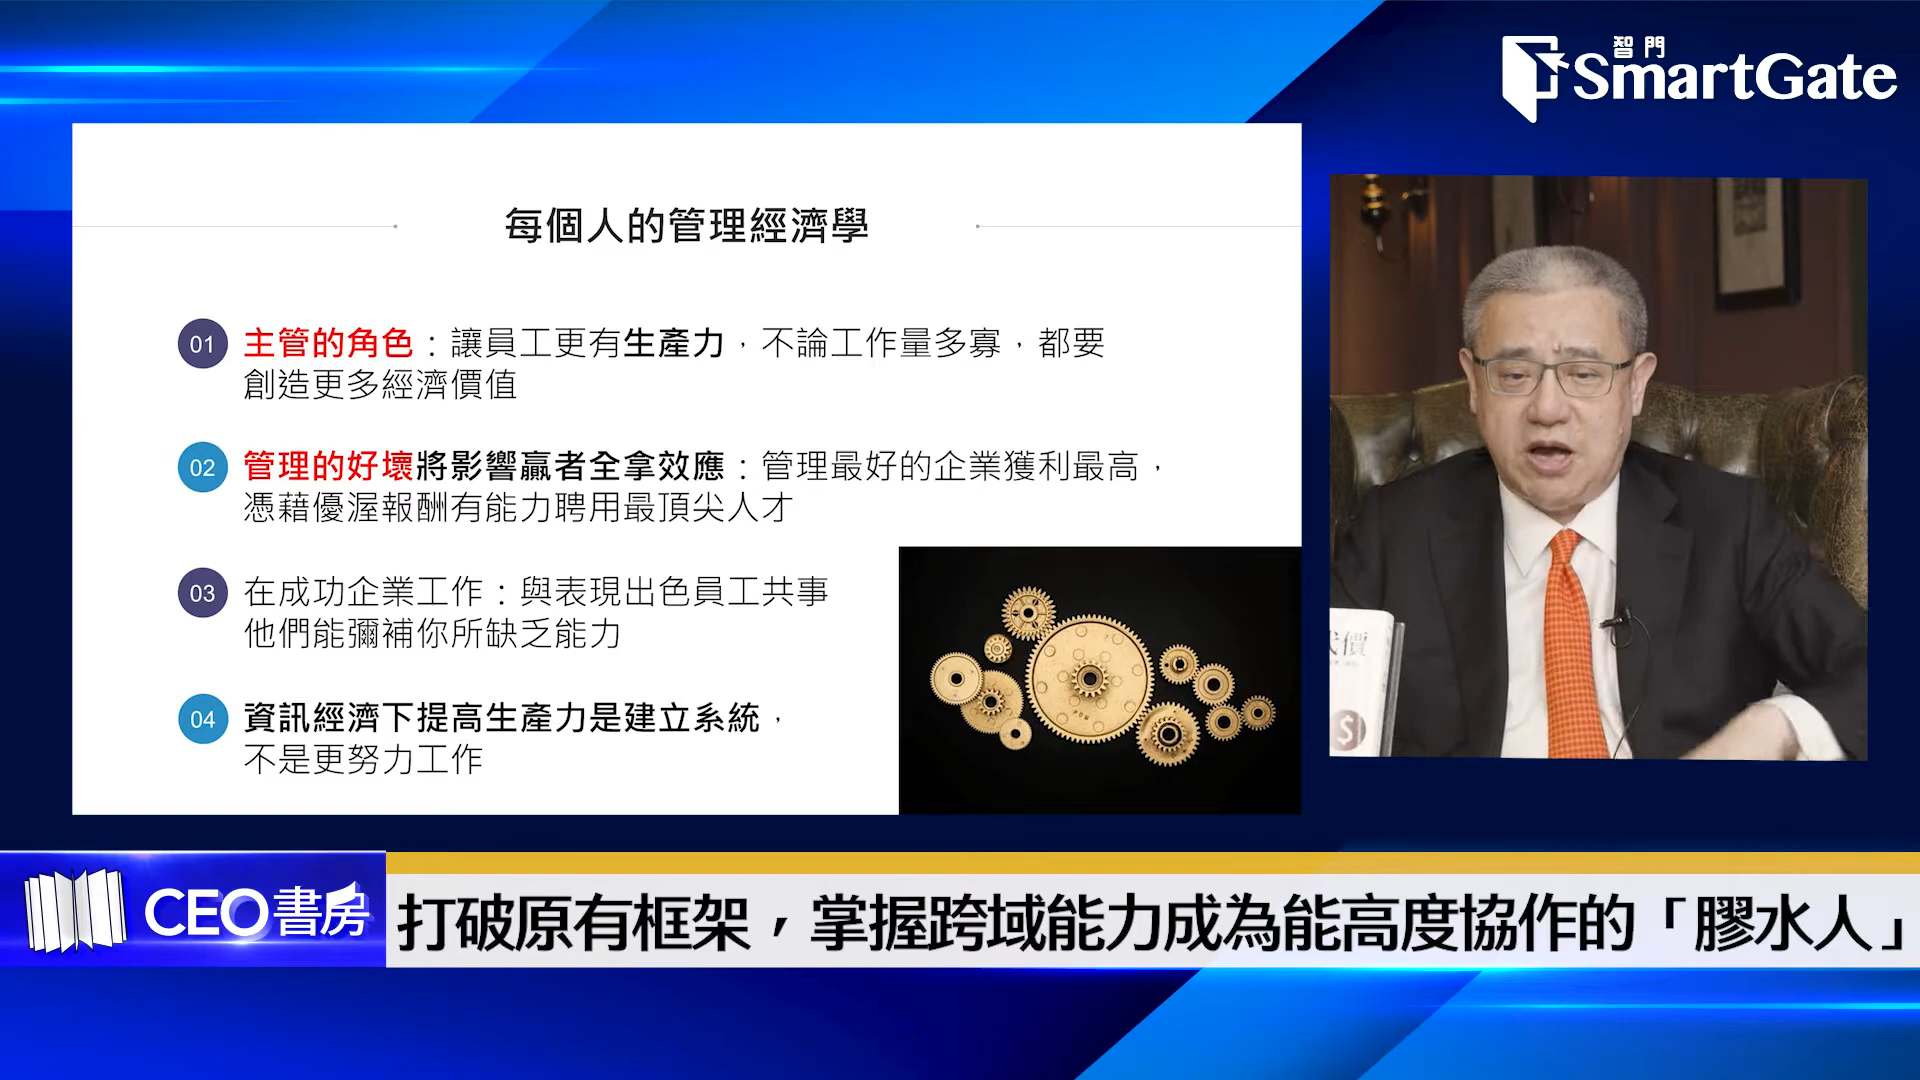 智門
SmartGate
每個人的管理經濟學
01
主管的角色：讓員工更有生產力，不論工作量多寡，都要
創造更多經濟價值
02
管理的好壞將影響贏者全拿效應：管理最好的企業獲利最高，
憑藉優渥報酬有能力聘用最頂尖人才
03
在成功企業工作：與表現出色員工共事
他們能彌補你所缺乏能力
04
資訊經濟下提高生產力是建立系統，
不是更努力工作
代價
$
CEO書房
打破原有框架，掌握跨域能力成為能高度協作的「膠水人」